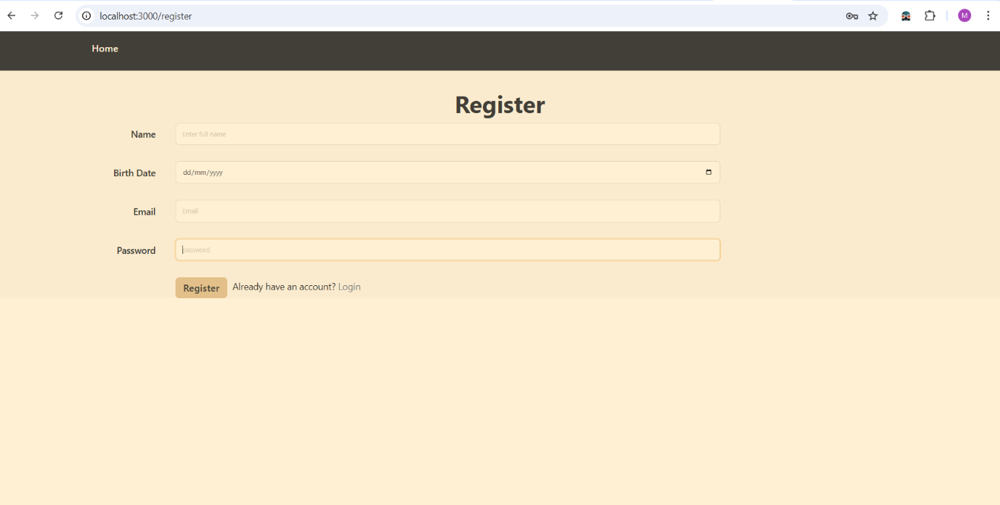 localhost:3000/register
M
Home
Register
Name
Enter full name
Birth Date
dd/mm/yyyy
Email
Email
Password
password
Register Already have an account? Login